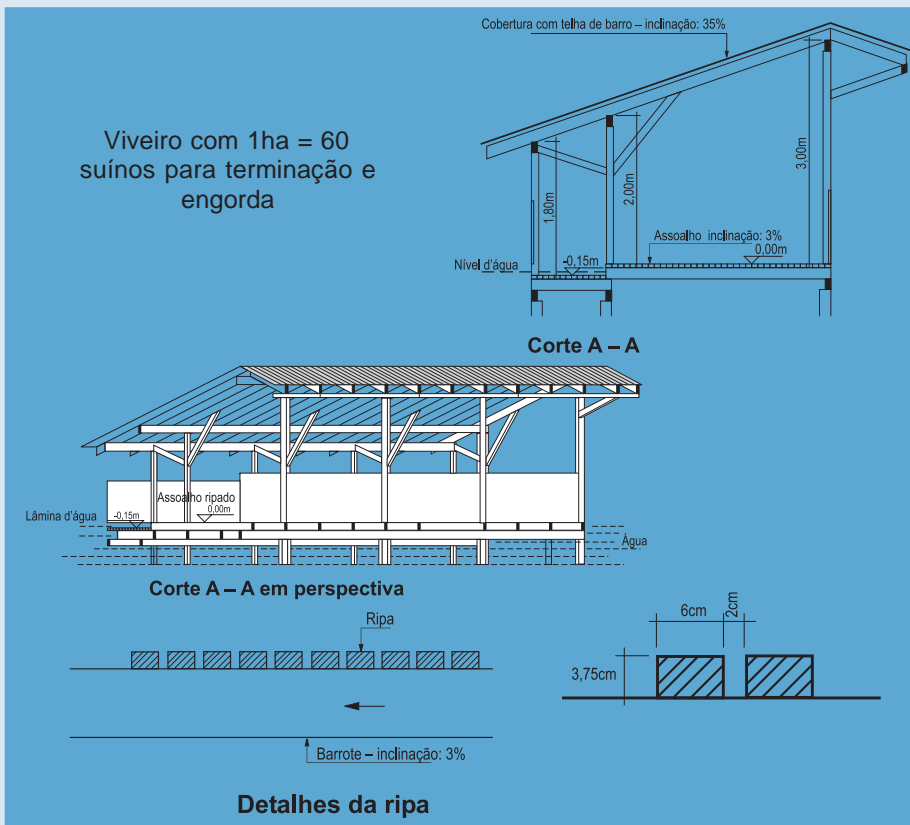 Cobertura com telha de barro – inclinação: 35%
Viveiro com 1ha = 60
suínos para terminação e
engorda
1,80m
2,00m
3,00m
Assoalho inclinação: 3%
0,00m
Nível d'água
-0,15m
Corte A – A
Assoalho ripado
0,00m
Lâmina d'água
-0,15m
Água
Corte A – A em perspectiva
Ripa
6cm
2cm
3,75cm
Barrote – inclinação: 3%
Detalhes da ripa